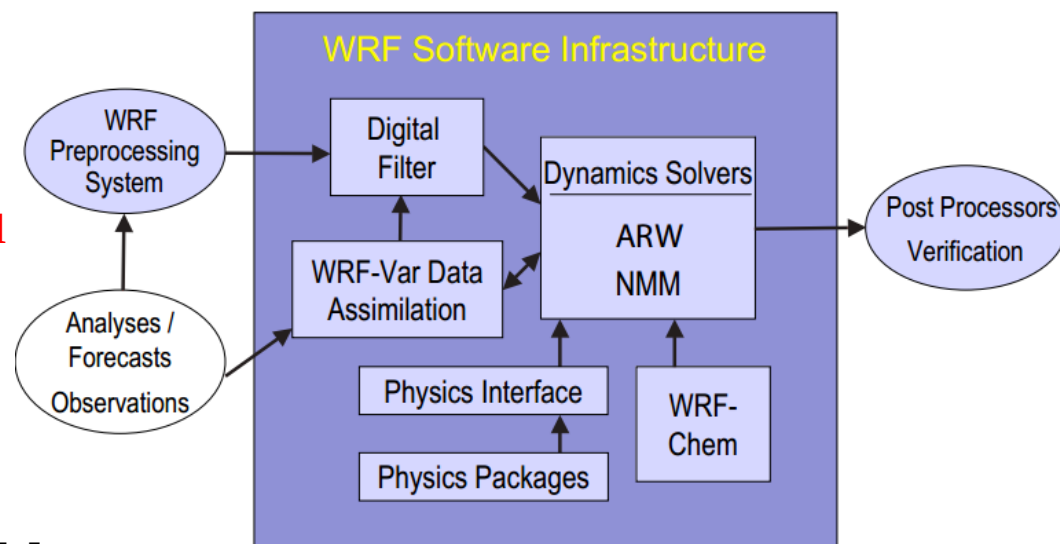 WRF Software Infrastructure
WRF
Preprocessing
System
Digital
Filter
Dynamics Solvers
ARW
NMM
Post Processors
Verification
WRF-Var Data
Assimilation
Analyses /
Forecasts
Observations
Physics Interface
WRF-
Chem
Physics Packages